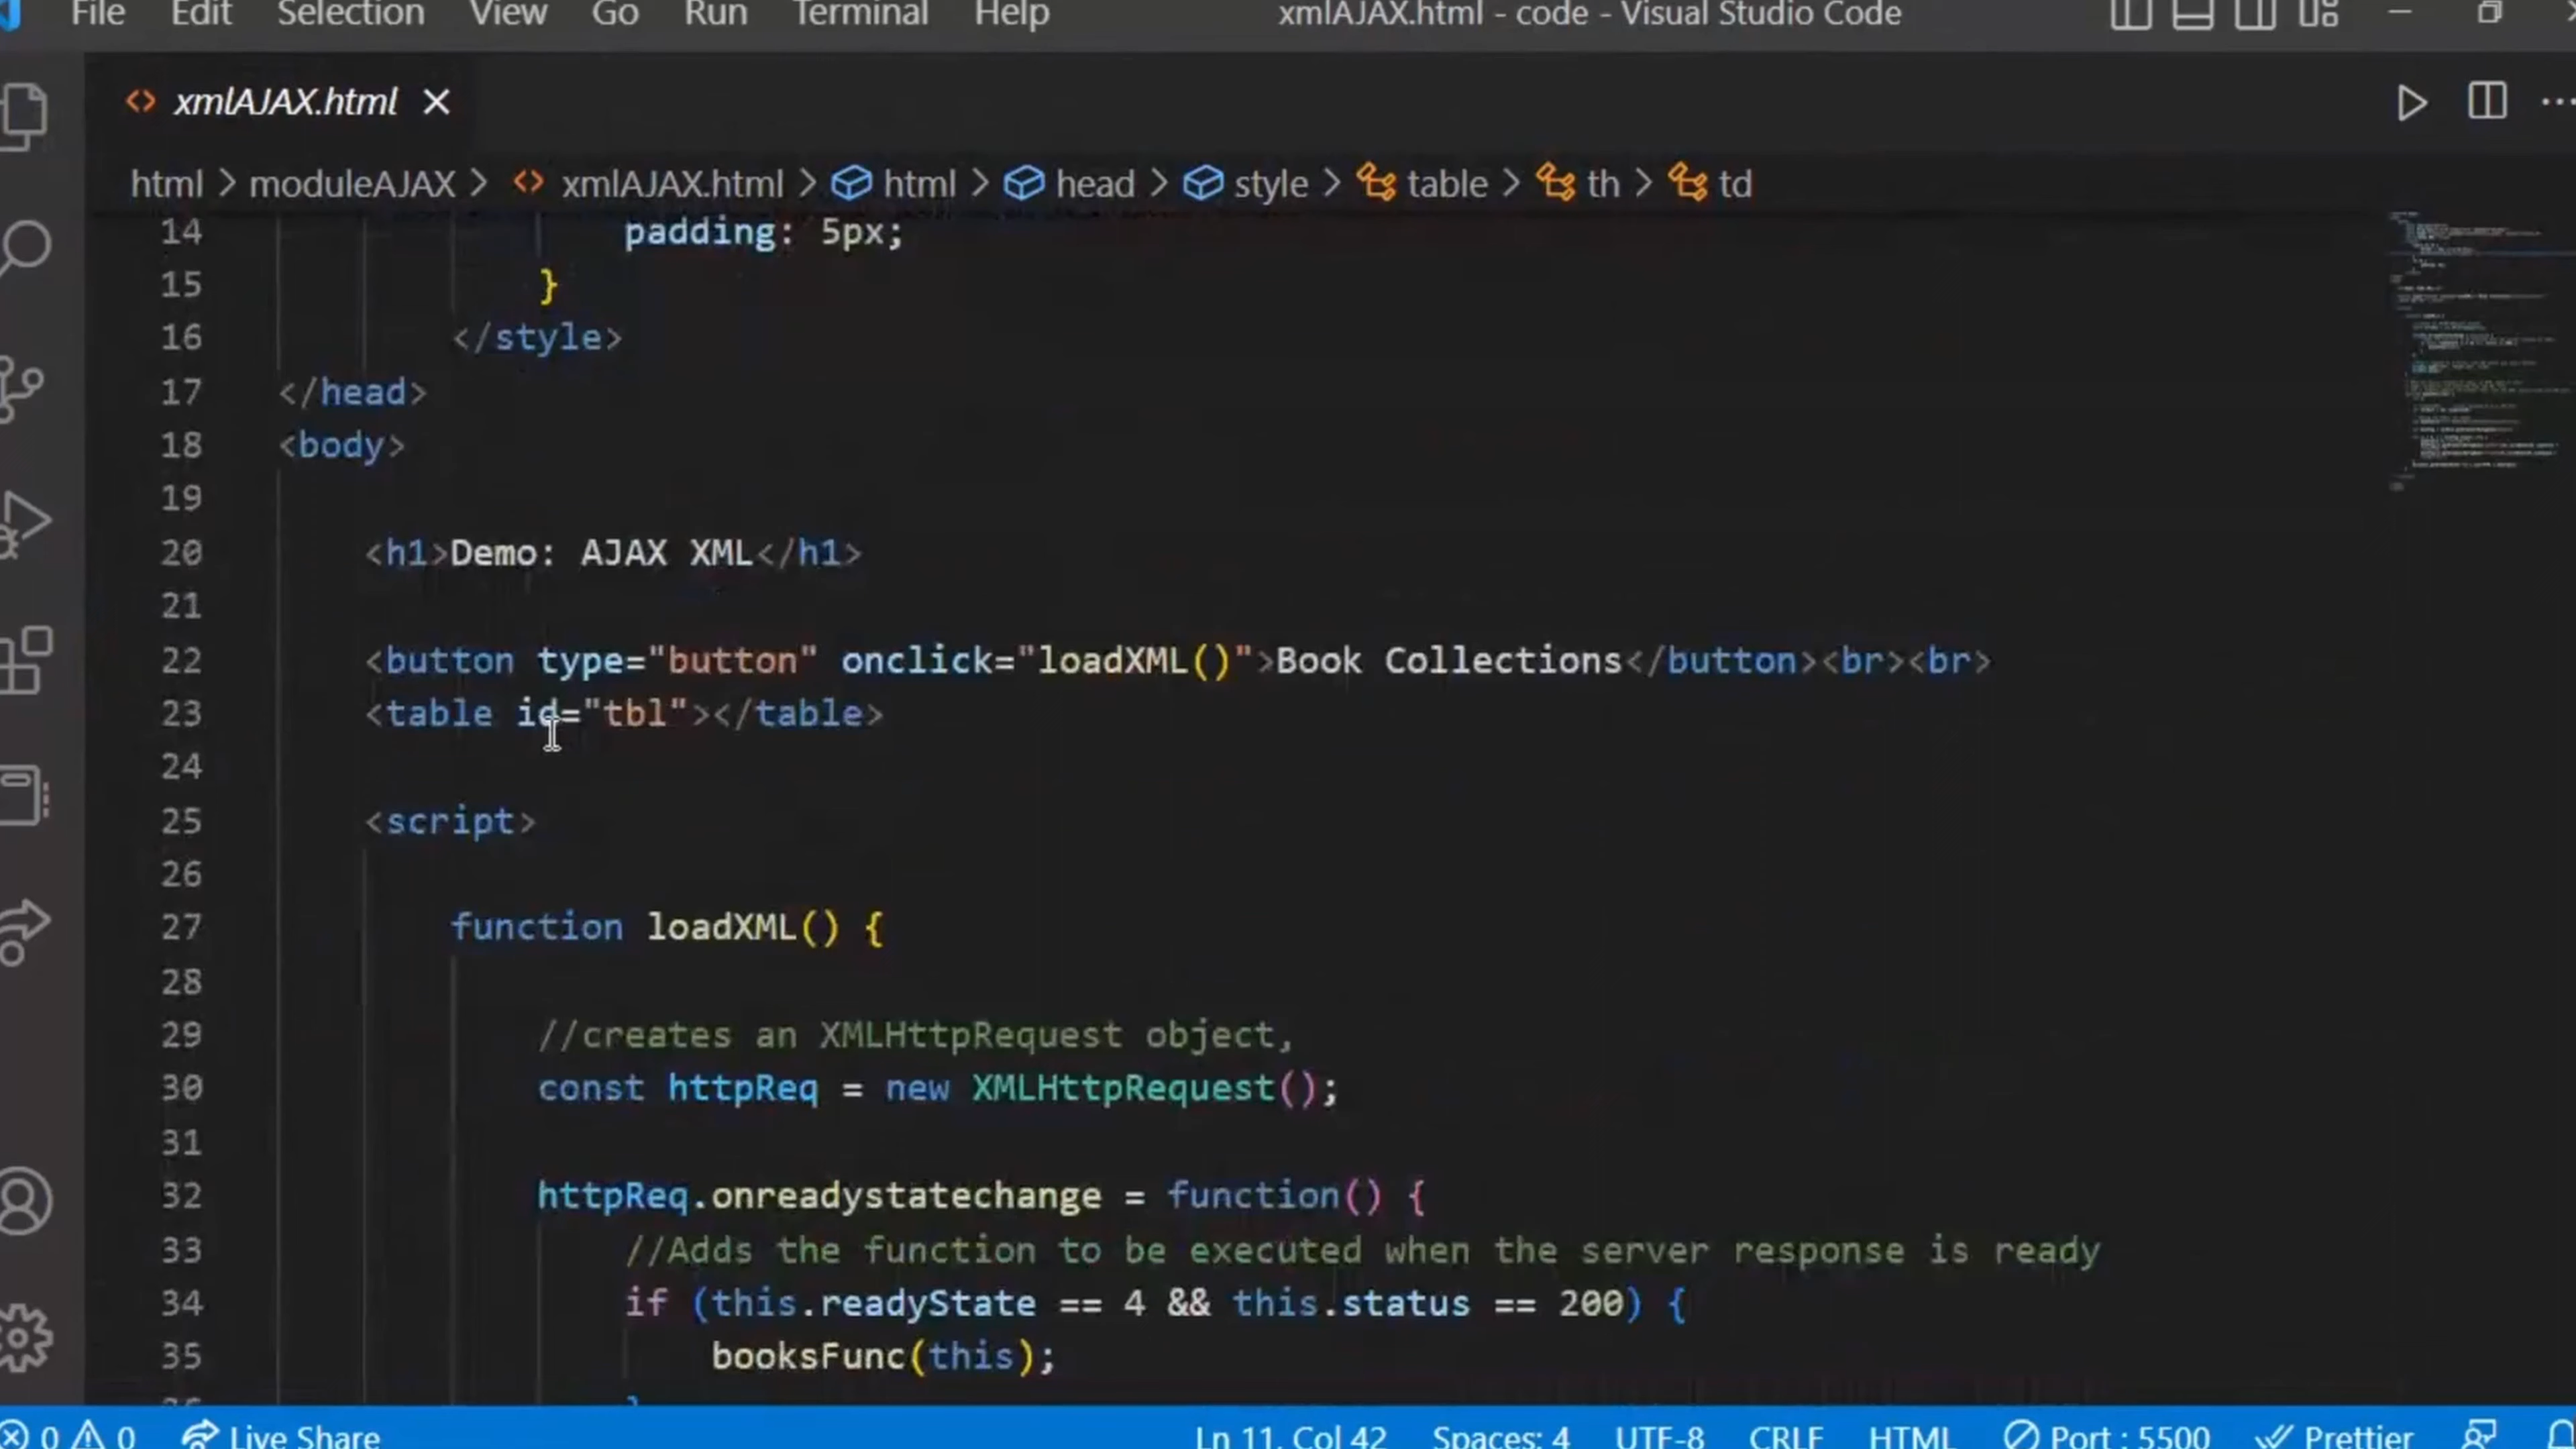 File Edit Selection View Go Run Terminal Help xmlAJAX.html - code - Visual Studio Code
xmlAJAX.html
html > moduleAJAX > xmlAJAX.html > html > head > style > table > th > td
14 padding: 5px;
15 }
16 </style>
17 </head>
18 <body>
19
20 <h1>Demo: AJAX XML</h1>
21
22 <button type="button" onclick="loadXML()">Book Collections</button><br><br>
23 <table id="tbl"></table>
24
25 <script>
26
27 function loadXML() {
28
29 //creates an XMLHttpRequest object,
30 const httpReq = new XMLHttpRequest();
31
32 httpReq.onreadystatechange = function() {
33 //Adds the function to be executed when the server response is ready
34 if (this.readyState == 4 && this.status == 200) {
35 booksFunc(this);
0 0 Live Share Ln 11, Col 42 Spaces: 4 UTF-8 CRLF HTML Port : 5500 Prettier